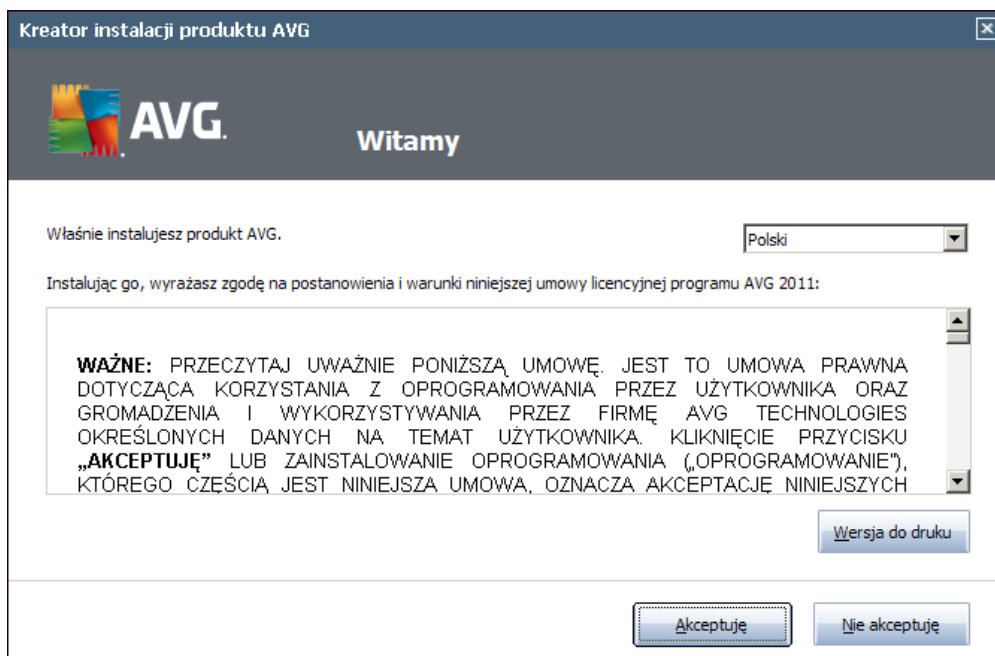 Kreator instalacji produktu AVG
AVG.
Witamy
Właśnie instalujesz produkt AVG.
Polski
Instalując go, wyrażasz zgodę na postanowienia i warunki niniejszej umowy licencyjnej programu AVG 2011:
WAŻNE: PRZECZYTAJ UWAŻNIE PONIŻSZĄ UMOWĘ. JEST TO UMOWA PRAWNA
DOTYCZĄCA KORZYSTANIA Z OPROGRAMOWANIA PRZEZ UŻYTKOWNIKA ORAZ
GROMADZENIA I WYKORZYSTYWANIA PRZEZ FIRMĘ AVG TECHNOLOGIES
OKREŚLONYCH DANYCH NA TEMAT UŻYTKOWNIKA. KLIKNIĘCIE PRZYCISKU
„AKCEPTUJĘ” LUB ZAINSTALOWANIE OPROGRAMOWANIA („OPROGRAMOWANIE”),
KTÓREGO CZĘŚCIĄ JEST NINIEJSZA UMOWA, OZNACZA AKCEPTACJĘ NINIEJSZYCH
Wersja do druku
Akceptuję
Nie akceptuję